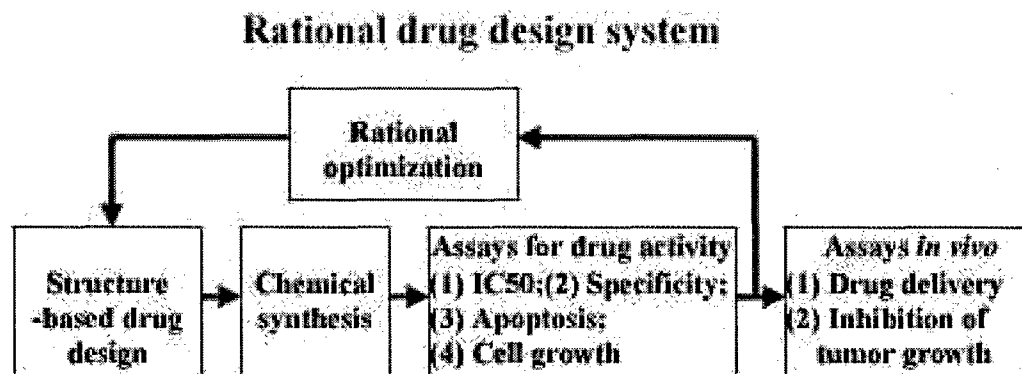 Rational drug design system
Rational
optimization
Structure
-based drug
design
Chemical
synthesis
Assays for drug activity
(1) IC50;(2) Specificity;
(3) Apoptosis;
(4) Cell growth
Assays in vivo
(1) Drug delivery
(2) Inhibition of
tumor growth